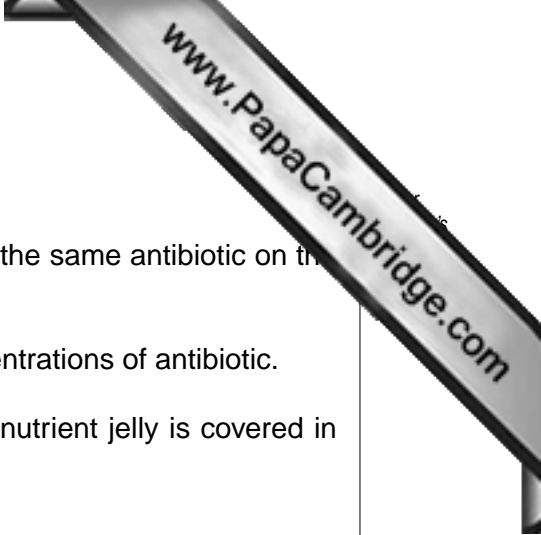 www.PapaCambridge.com
the same antibiotic on
entrations of antibiotic.
nutrient jelly is covered in